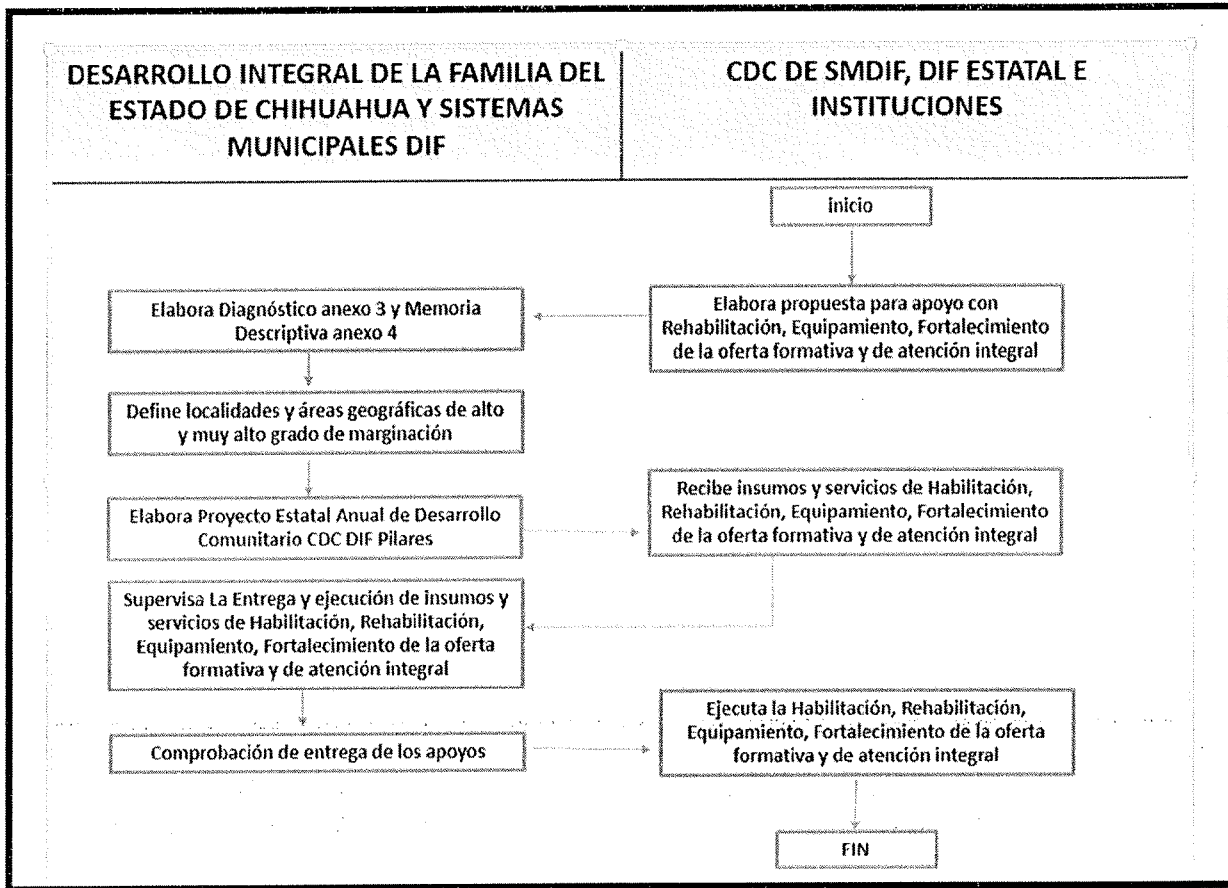 DESARROLLO INTEGRAL DE LA FAMILIA DEL
ESTADO DE CHIHUAHUA Y SISTEMAS
MUNICIPALES DIF
CDC DE SMDIF, DIF ESTATAL E
INSTITUCIONES
inicio
Elabora propuesta para apoyo con
Rehabilitación, Equipamiento, Fortalecimiento
de la oferta formativa y de atención integral
Elabora Diagnóstico anexo 3 y Memoria
Descriptiva anexo 4
Define localidades y áreas geográficas de alto
y muy alto grado de marginación
Elabora Proyecto Estatal Anual de Desarrollo
Comunitario CDC DIF Pilares
Recibe insumos y servicios de Habilitación,
Rehabilitación, Equipamiento, Fortalecimiento
de la oferta formativa y de atención integral
Supervisa La Entrega y ejecución de insumos y
servicios de Habilitación, Rehabilitación,
Equipamiento, Fortalecimiento de la oferta
formativa y de atención integral
Comprobación de entrega de los apoyos
Ejecuta la Habilitación, Rehabilitación,
Equipamiento, Fortalecimiento de la oferta
formativa y de atención integral
FIN